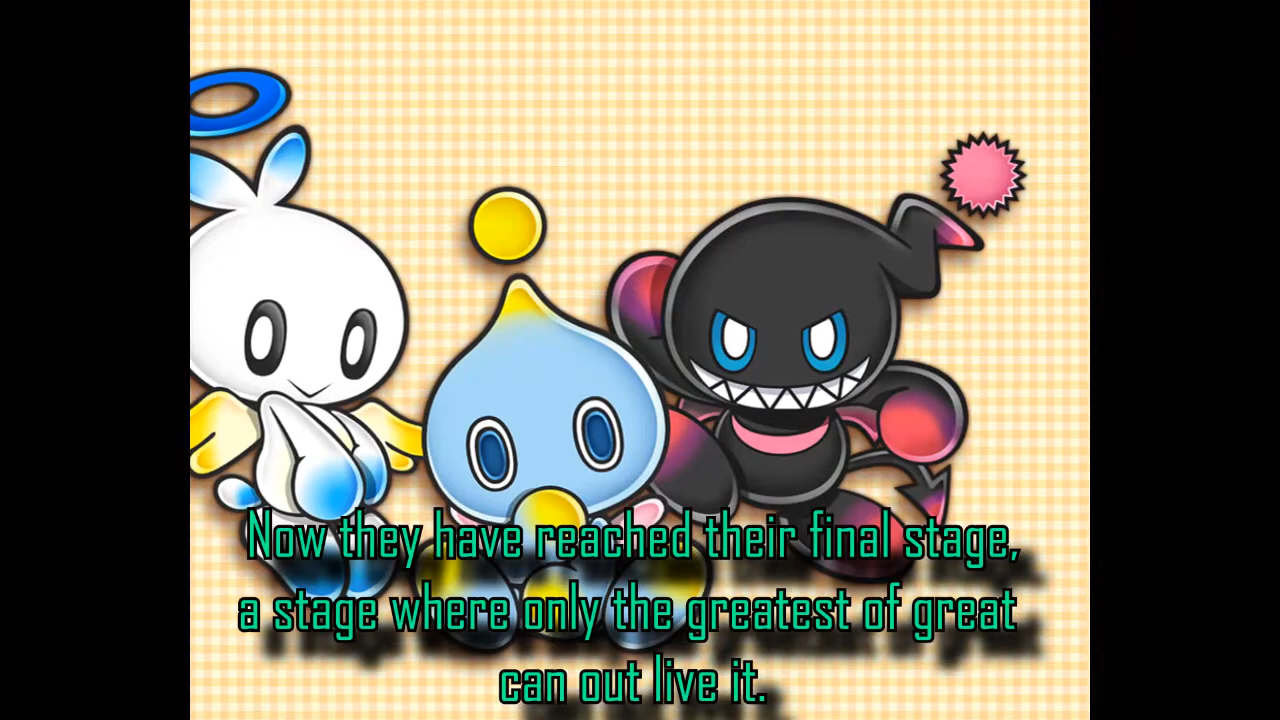 Now they have reached their final stage,
a stage where only the greatest of great
can out live it.